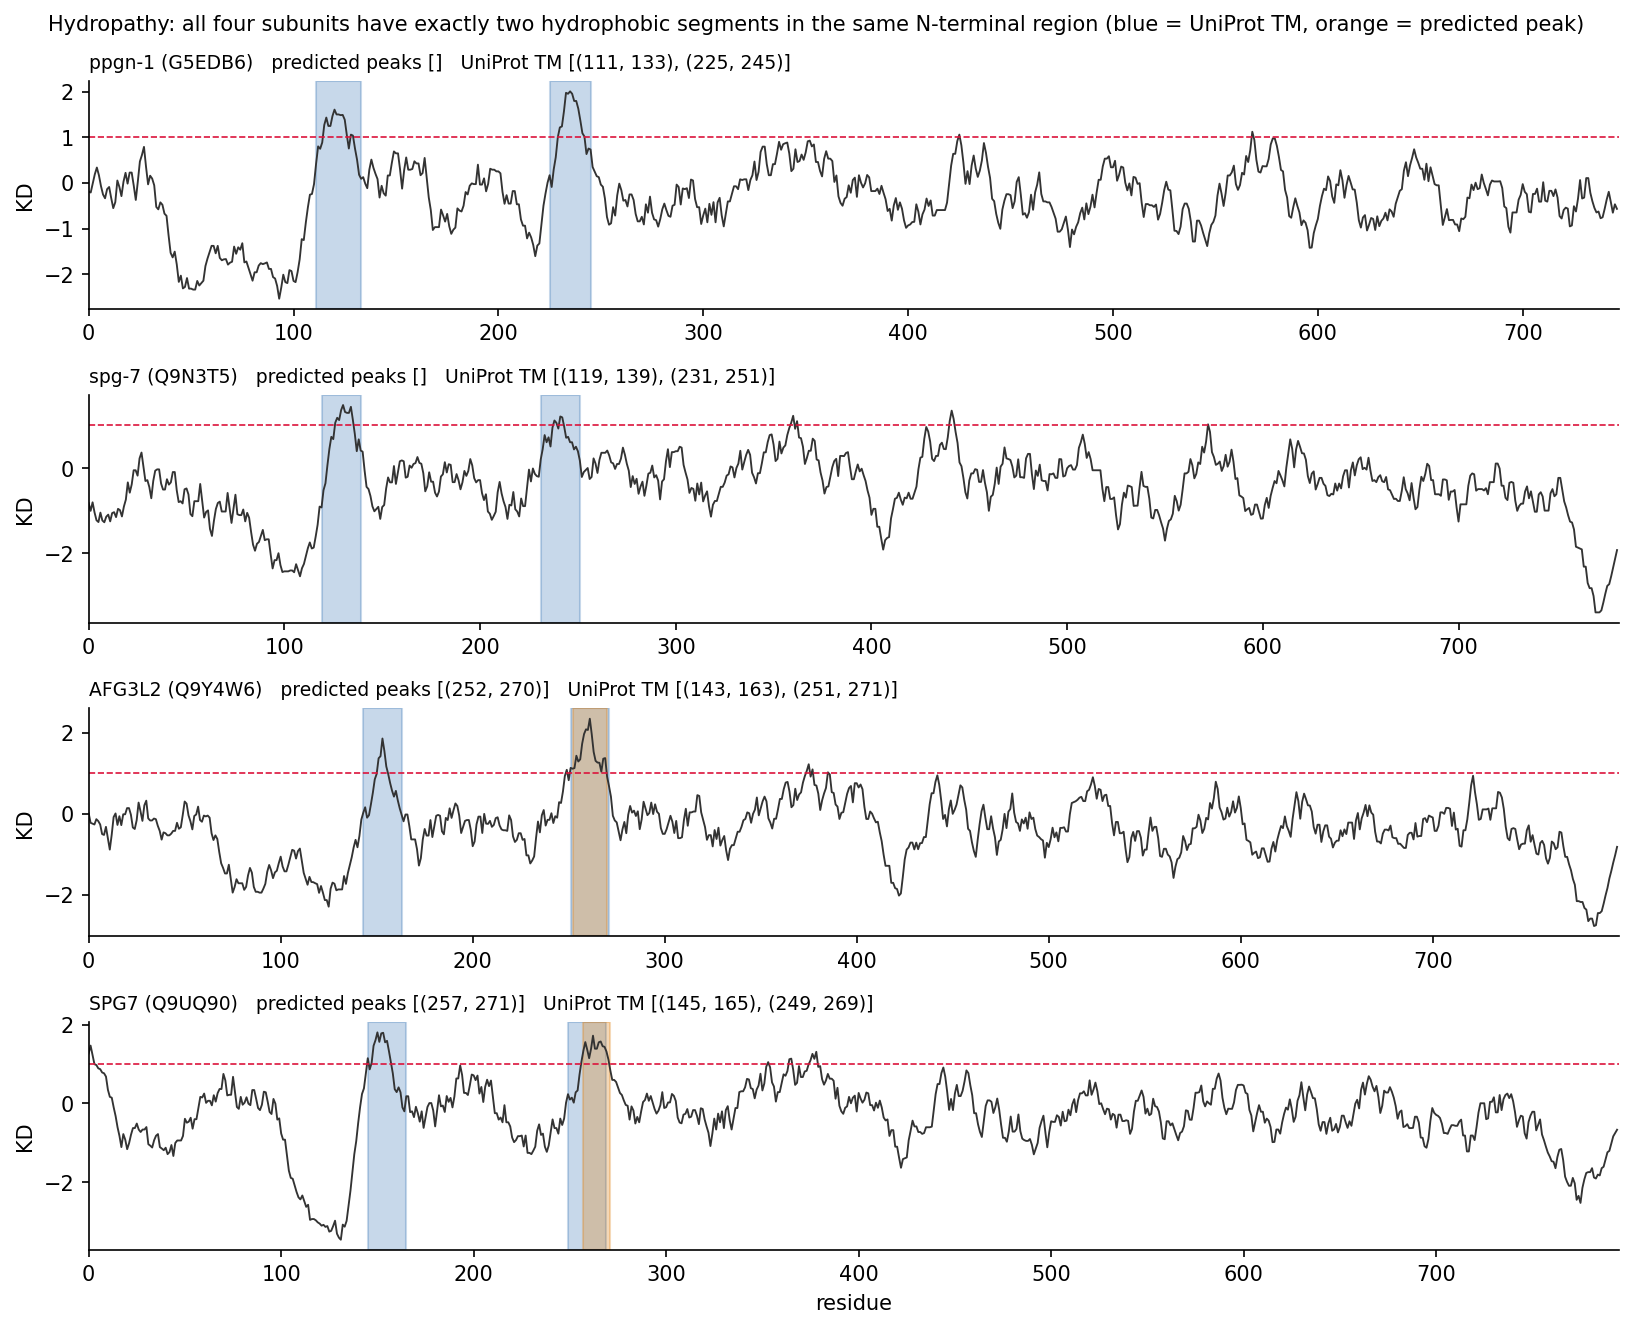 Hydropathy: all four subunits have exactly two hydrophobic segments in the same N-terminal region (blue = UniProt TM, orange = predicted peak)
ppgn-1 (G5EDB6)   predicted peaks []   UniProt TM [(111, 133), (225, 245)]
2
1
0
−1
−2
KD
0 100 200 300 400 500 600 700
spg-7 (Q9N3T5)   predicted peaks []   UniProt TM [(119, 139), (231, 251)]
0
−2
KD
0 100 200 300 400 500 600 700
AFG3L2 (Q9Y4W6)   predicted peaks [(252, 270)]   UniProt TM [(143, 163), (251, 271)]
2
0
−2
KD
0 100 200 300 400 500 600 700
SPG7 (Q9UQ90)   predicted peaks [(257, 271)]   UniProt TM [(145, 165), (249, 269)]
2
0
−2
KD
0 100 200 300 400 500 600 700
residue